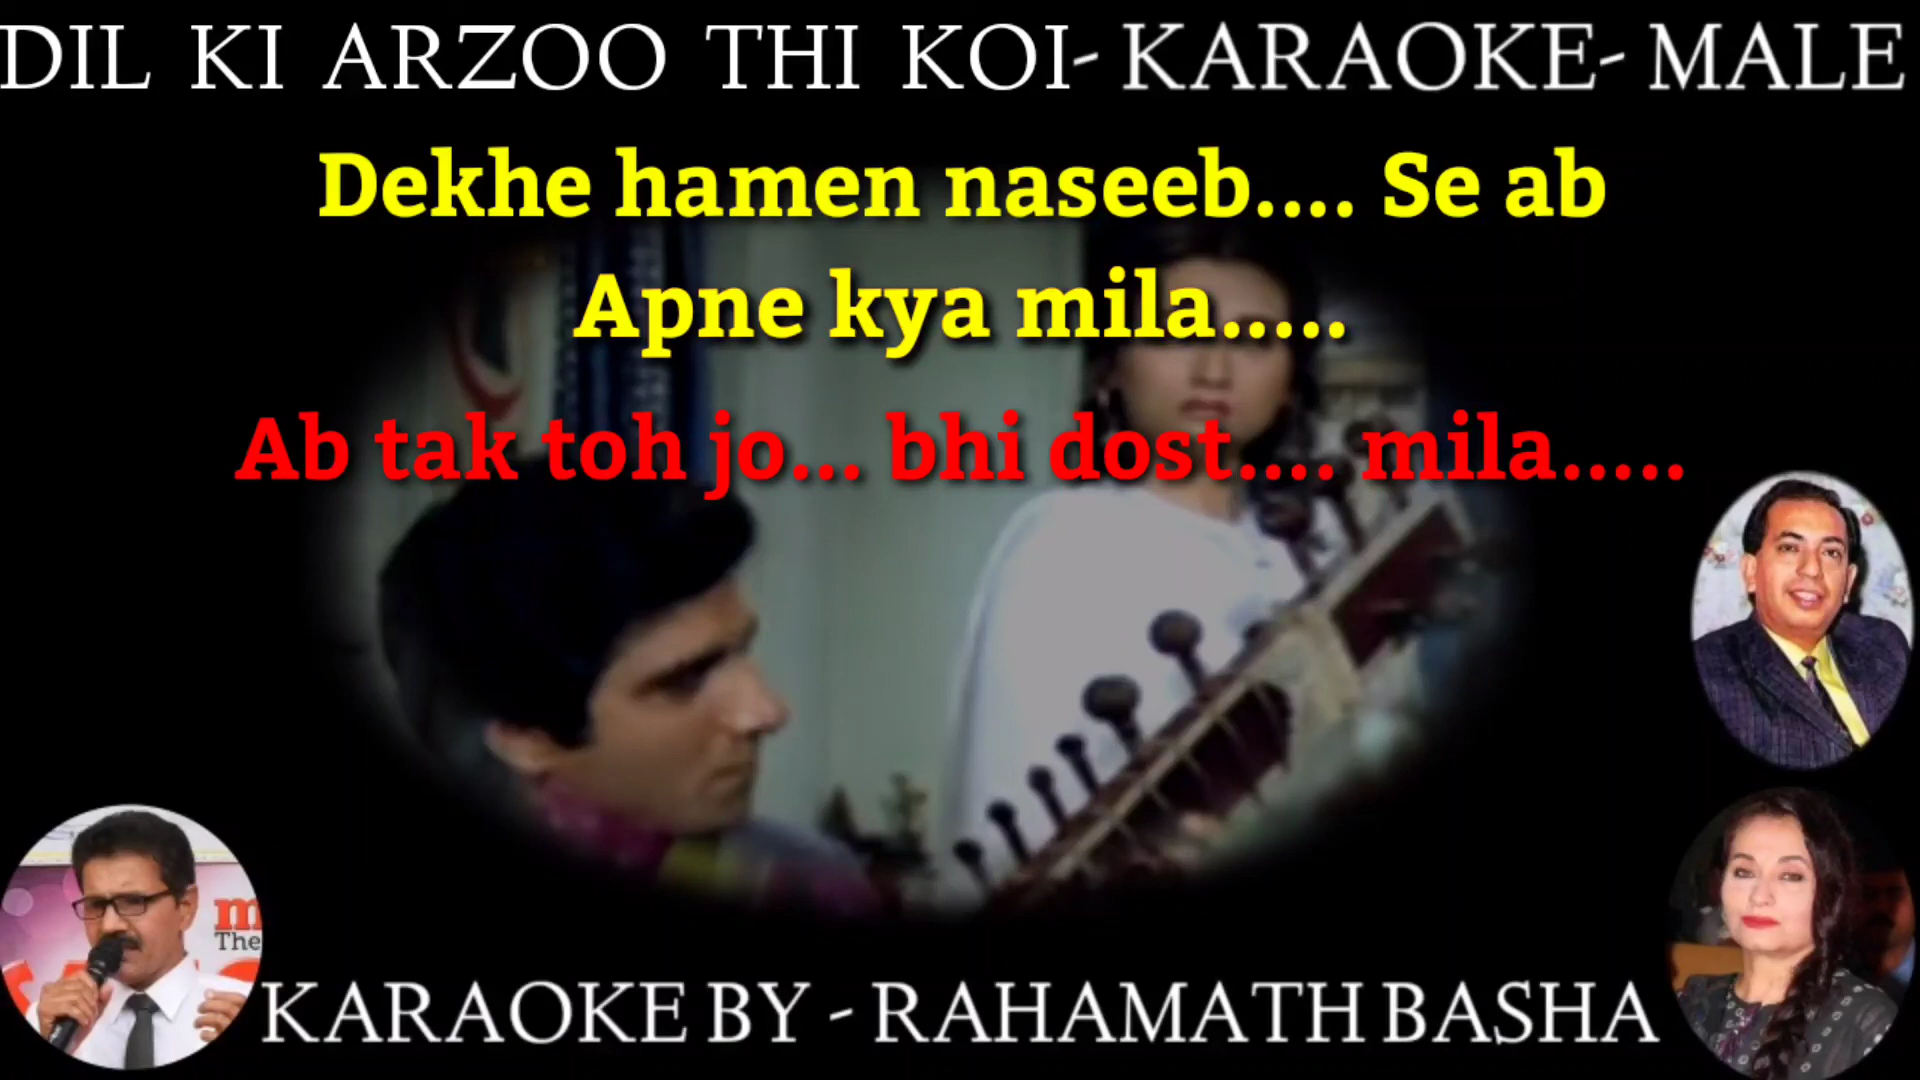 DIL KI ARZOO THI KOI- KARAOKE- MALE
Dekhe hamen naseeb.... Se ab
Apne kya mila.....
Ab tak toh jo... bhi dost.... mila.....
m
The
KARAOKE BY - RAHAMATH BASHA